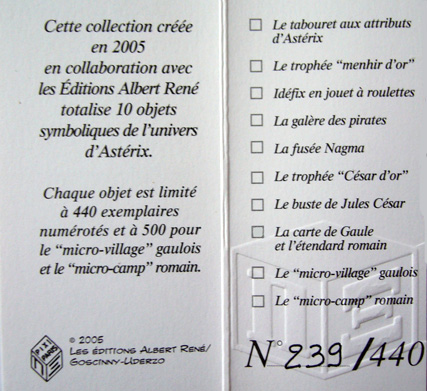 Cette collection créée
en 2005
en collaboration avec
les Éditions Albert René
totalise 10 objets
symboliques de l'univers
d'Astérix.
Chaque objet est limité
à 440 exemplaires
numérotés et à 500 pour
le “micro-village” gaulois
et le “micro-camp” romain.
PIXI
PARIS
© 2005
Les éditions Albert René/
Goscinny-Uderzo
Le tabouret aux attributs
d'Astérix
Le trophée “menhir d'or”
Idéfix en jouet à roulettes
La galère des pirates
La fusée Nagma
Le trophée “César d'or”
Le buste de Jules César
La carte de Gaule
et l'étendard romain
Le “micro-village” gaulois
Le “micro-camp” romain
N° 239/440